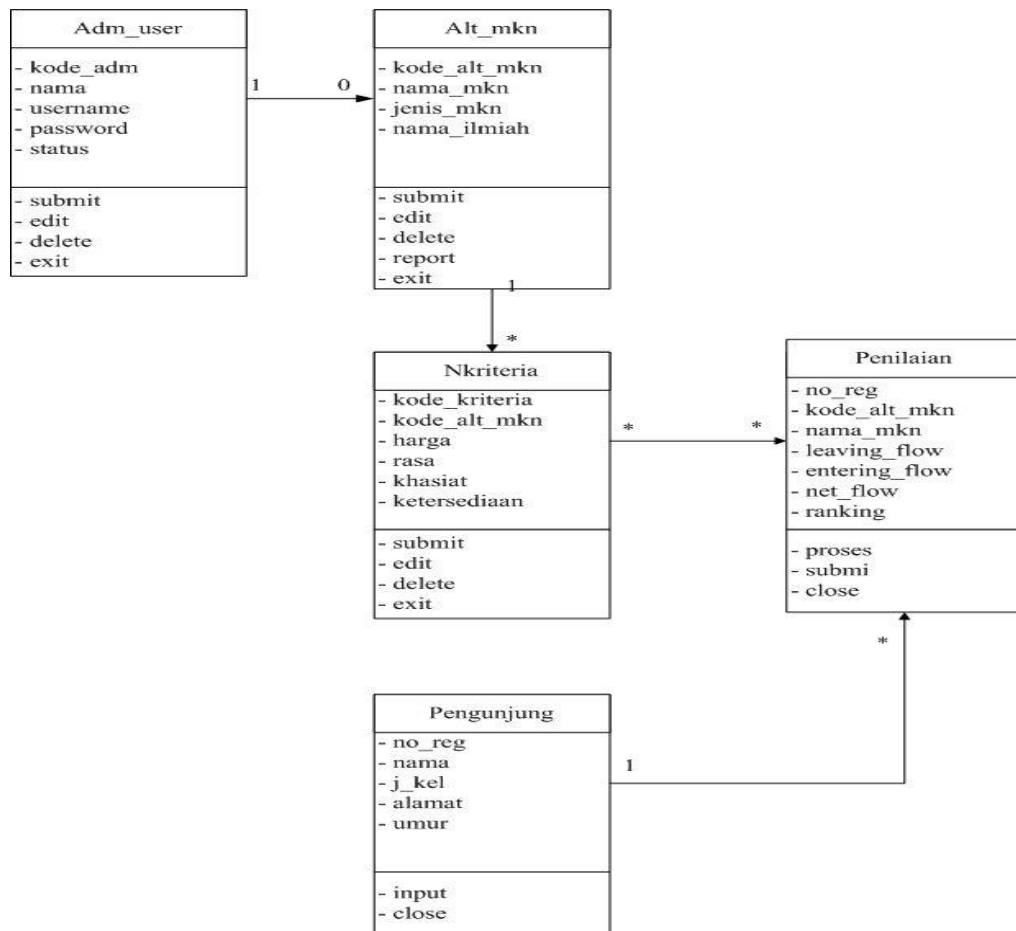 Adm_user
- kode_adm
- nama
- username
- password
- status
- submit
- edit
- delete
- exit
1
0
Alt_mkn
- kode_alt_mkn
- nama_mkn
- jenis_mkn
- nama_ilmiah
- submit
- edit
- delete
- report
- exit
1
*
Nkriteria
- kode_kriteria
- kode_alt_mkn
- harga
- rasa
- khasiat
- ketersediaan
- submit
- edit
- delete
- exit
*
*
Penilaian
- no_reg
- kode_alt_mkn
- nama_mkn
- leaving_flow
- entering_flow
- net_flow
- ranking
- proses
- submi
- close
*
Pengunjung
- no_reg
- nama
- j_kel
- alamat
- umur
- input
- close
1